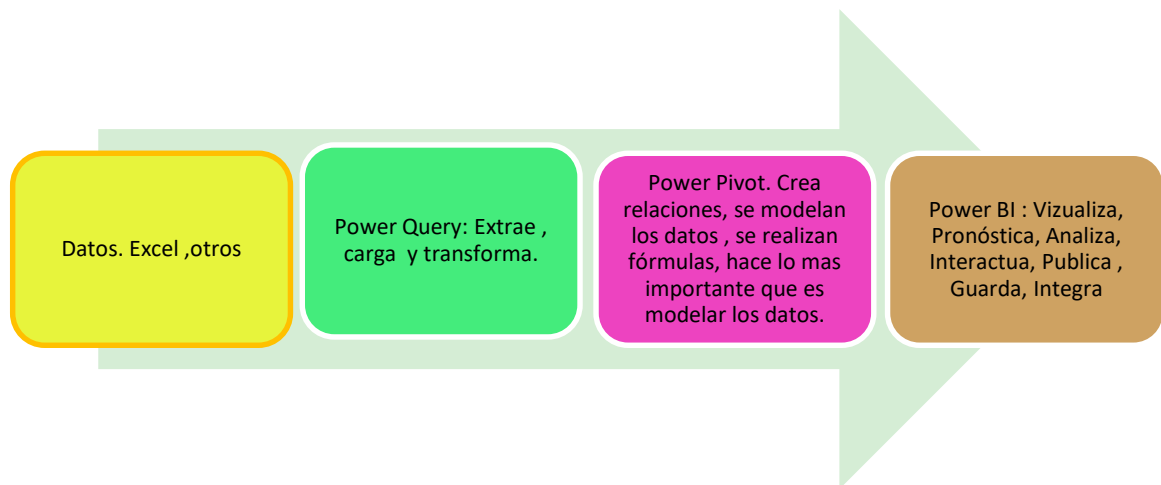 Datos. Excel ,otros
Power Query: Extrae ,
carga y transforma.
Power Pivot. Crea
relaciones, se modelan
los datos , se realizan
fórmulas, hace lo mas
importante que es
modelar los datos.
Power BI : Vizualiza,
Pronóstica, Analiza,
Interactua, Publica ,
Guarda, Integra